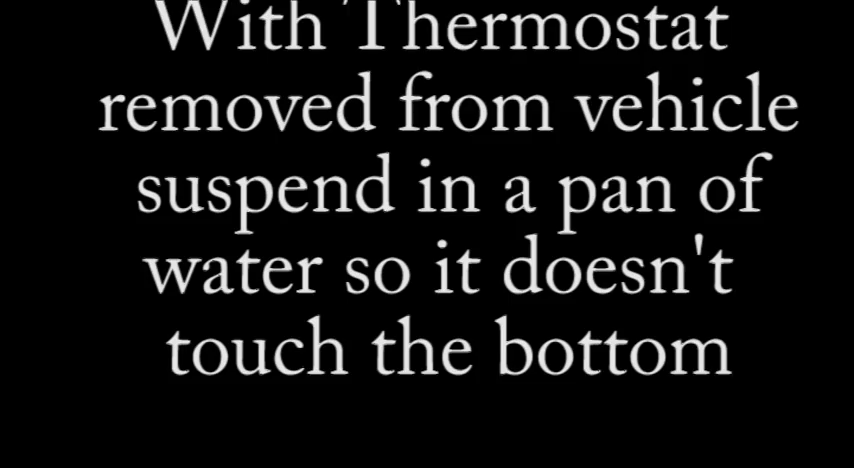 With Thermostat
removed from vehicle
suspend in a pan of
water so it doesn't
touch the bottom